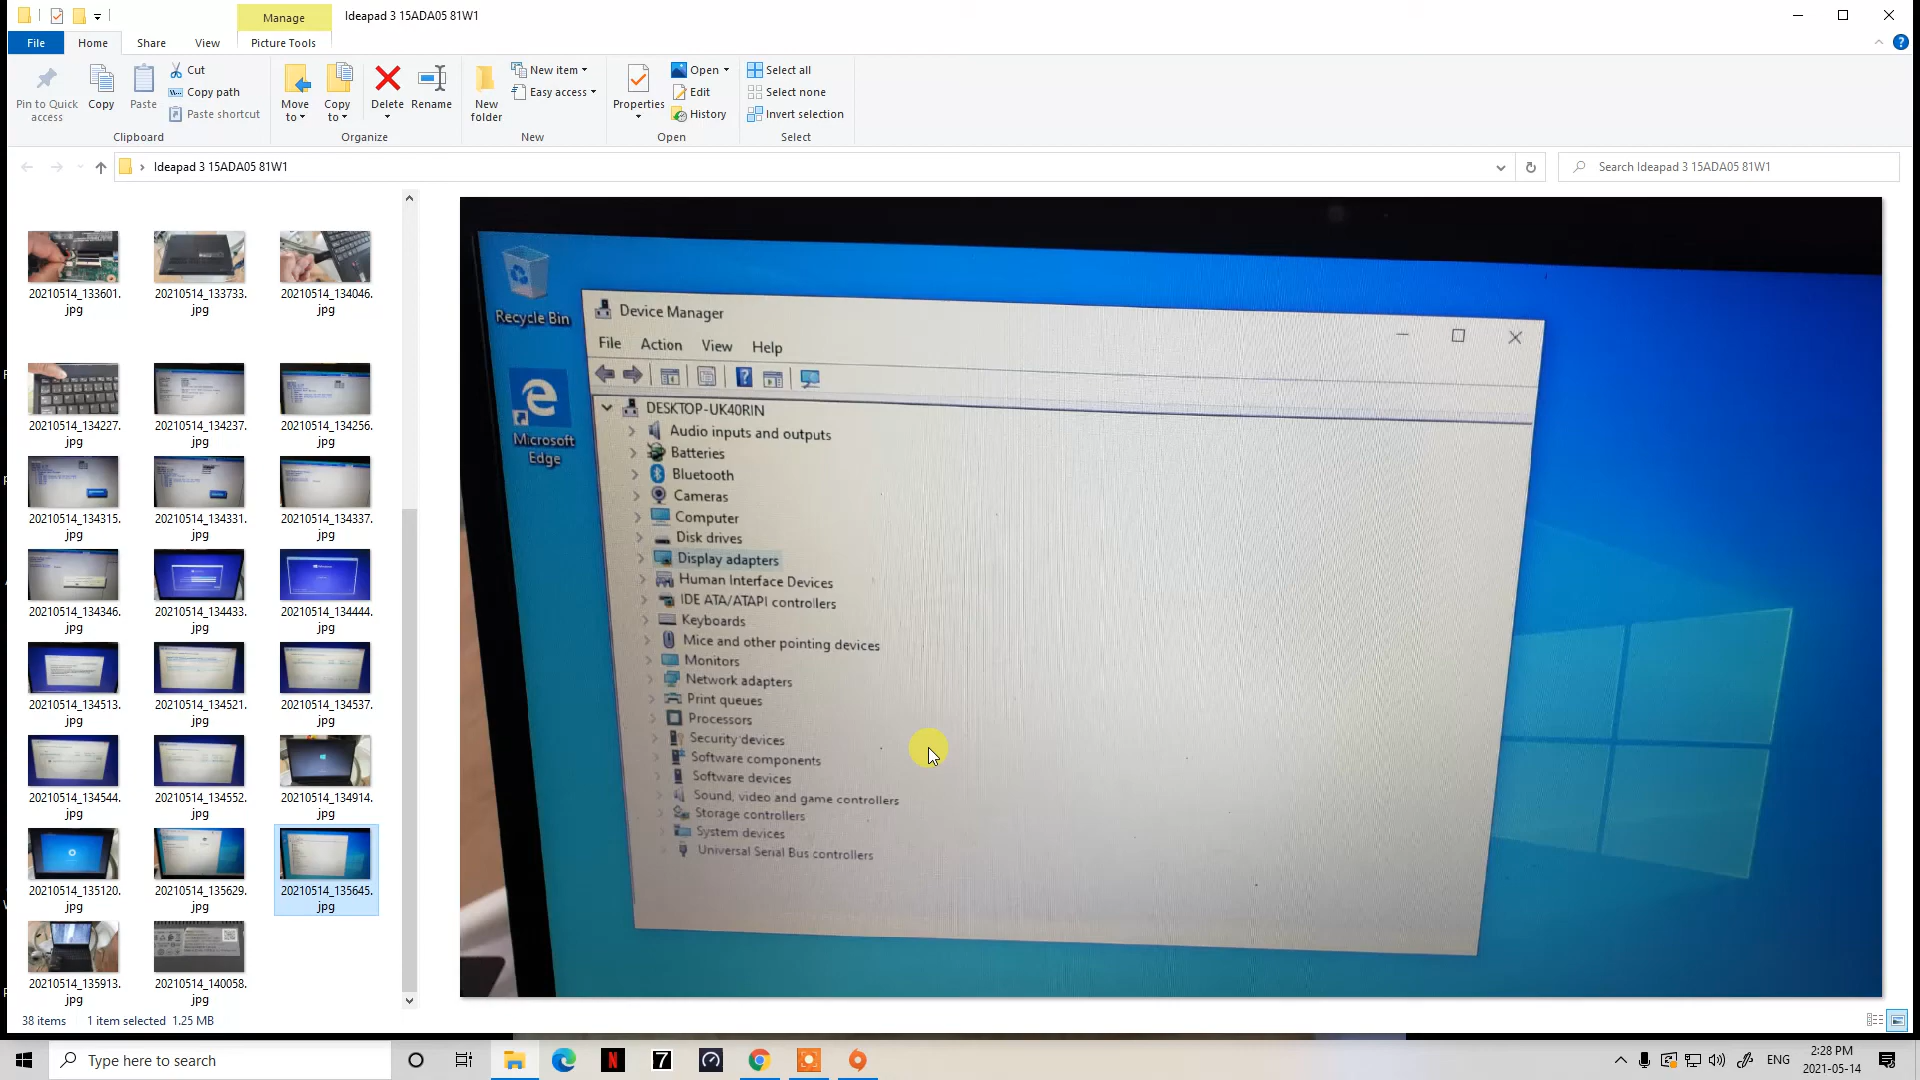 Manage
Ideapad 3 15ADA05 81W1
File
Home
Share
View
Picture Tools
Pin to Quick access
Copy
Paste
Cut
Copy path
Paste shortcut
Clipboard
Move to
Copy to
Delete
Rename
Organize
New folder
New item
Easy access
New
Properties
Open
Edit
History
Open
Select all
Select none
Invert selection
Select
Ideapad 3 15ADA05 81W1
Search Ideapad 3 15ADA05 81W1
20210514_133601.jpg
20210514_133733.jpg
20210514_134046.jpg
20210514_134227.jpg
20210514_134237.jpg
20210514_134256.jpg
20210514_134315.jpg
20210514_134331.jpg
20210514_134337.jpg
20210514_134346.jpg
20210514_134433.jpg
20210514_134444.jpg
20210514_134513.jpg
20210514_134521.jpg
20210514_134537.jpg
20210514_134544.jpg
20210514_134552.jpg
20210514_134914.jpg
20210514_135120.jpg
20210514_135629.jpg
20210514_135645.jpg
20210514_135913.jpg
20210514_140058.jpg
Recycle Bin
Microsoft Edge
Device Manager
File Action View Help
DESKTOP-UK40RIN
Audio inputs and outputs
Batteries
Bluetooth
Cameras
Computer
Disk drives
Display adapters
Human Interface Devices
IDE ATA/ATAPI controllers
Keyboards
Mice and other pointing devices
Monitors
Network adapters
Print queues
Processors
Security devices
Software components
Software devices
Sound, video and game controllers
Storage controllers
System devices
Universal Serial Bus controllers
38 items
1 item selected 1.25 MB
Type here to search
N
7
ENG
2:28 PM
2021-05-14